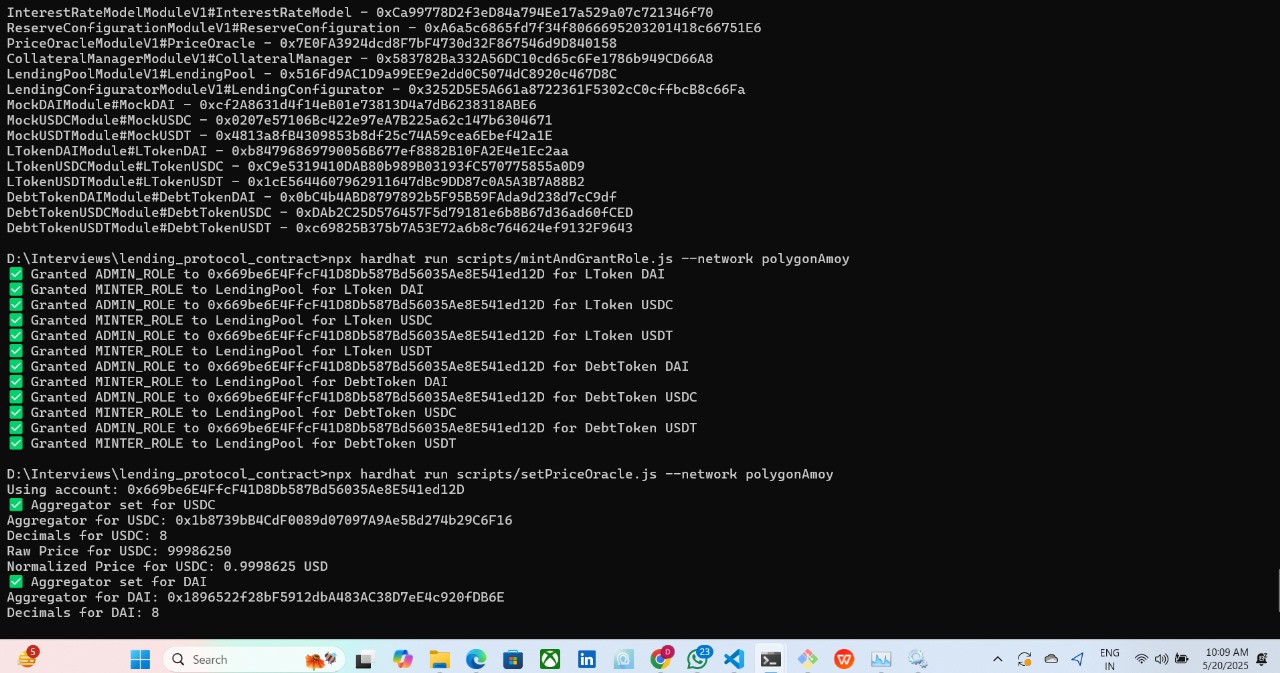 InterestRateModelModuleV1#InterestRateModel - 0xCa99778D2f3eD84a794Ee17a529a07c721346f70
ReserveConfigurationModuleV1#ReserveConfiguration - 0xA6a5c6865fd7f34f8066695203201418c66751E6
PriceOracleModuleV1#PriceOracle - 0x7E0FA3924dcd8F7bF4730d32F867546d9D840158
CollateralManagerModuleV1#CollateralManager - 0x583782Ba332A56DC10cd65c6Fe1786b949CD66A8
LendingPoolModuleV1#LendingPool - 0x516Fd9AC1D9a99EE9e2dd0C5074dC8920c467D8C
LendingConfiguratorModuleV1#LendingConfigurator - 0x3252D5E5A661a8722361F5302cC0cffbcB8c66Fa
MockDAIModule#MockDAI - 0xcf2A8631d4f14eB01e73813D4a7dB6238318ABE6
MockUSDCModule#MockUSDC - 0x0207e57106Bc422e97eA7B225a62c147b6304671
MockUSDTModule#MockUSDT - 0x4813a8fB4309853b8df25c74A59cea6Ebef42a1E
LTokenDAIModule#LTokenDAI - 0xb84796869790056B677ef8882B10FA2E4e1Ec2aa
LTokenUSDCModule#LTokenUSDC - 0xC9e5319410DAB80b989B03193fC570775855a0D9
LTokenUSDTModule#LTokenUSDT - 0x1cE5644607962911647dBc9DD87c0A5A3B7A88B2
DebtTokenDAIModule#DebtTokenDAI - 0x0bC4b4ABD8797892b5F95B59FAda9d238d7cC9df
DebtTokenUSDCModule#DebtTokenUSDC - 0xDAb2C25D576457F5d79181e6b8B67d36ad60fCED
DebtTokenUSDTModule#DebtTokenUSDT - 0xc69825B375b7A53E72a6b8c764624ef9132F9643
D:\Interviews\lending_protocol_contract>npx hardhat run scripts/mintAndGrantRole.js --network polygonAmoy
✅ Granted ADMIN_ROLE to 0x669be6E4FfcF41D8Db587Bd56035Ae8E541ed12D for LToken DAI
✅ Granted MINTER_ROLE to LendingPool for LToken DAI
✅ Granted ADMIN_ROLE to 0x669be6E4FfcF41D8Db587Bd56035Ae8E541ed12D for LToken USDC
✅ Granted MINTER_ROLE to LendingPool for LToken USDC
✅ Granted ADMIN_ROLE to 0x669be6E4FfcF41D8Db587Bd56035Ae8E541ed12D for LToken USDT
✅ Granted MINTER_ROLE to LendingPool for LToken USDT
✅ Granted ADMIN_ROLE to 0x669be6E4FfcF41D8Db587Bd56035Ae8E541ed12D for DebtToken DAI
✅ Granted MINTER_ROLE to LendingPool for DebtToken DAI
✅ Granted ADMIN_ROLE to 0x669be6E4FfcF41D8Db587Bd56035Ae8E541ed12D for DebtToken USDC
✅ Granted MINTER_ROLE to LendingPool for DebtToken USDC
✅ Granted ADMIN_ROLE to 0x669be6E4FfcF41D8Db587Bd56035Ae8E541ed12D for DebtToken USDT
✅ Granted MINTER_ROLE to LendingPool for DebtToken USDT
D:\Interviews\lending_protocol_contract>npx hardhat run scripts/setPriceOracle.js --network polygonAmoy
Using account: 0x669be6E4FfcF41D8Db587Bd56035Ae8E541ed12D
✅ Aggregator set for USDC
Aggregator for USDC: 0x1b8739bB4CdF0089d07097A9Ae5Bd274b29C6F16
Decimals for USDC: 8
Raw Price for USDC: 99986250
Normalized Price for USDC: 0.9998625 USD
✅ Aggregator set for DAI
Aggregator for DAI: 0x1896522f28bF5912dbA483AC38D7eE4c920fDB6E
Decimals for DAI: 8
5
Search
D
23
ENG
IN
10:09 AM
5/20/2025